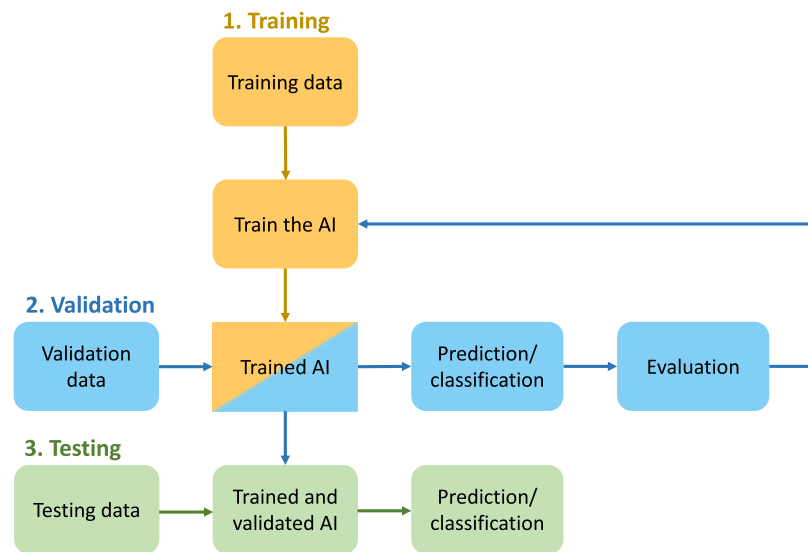 1. Training
Training data
Train the AI
2. Validation
Validation
data
Trained AI
Prediction/
classification
Evaluation
3. Testing
Testing data
Trained and
validated AI
Prediction/
classification